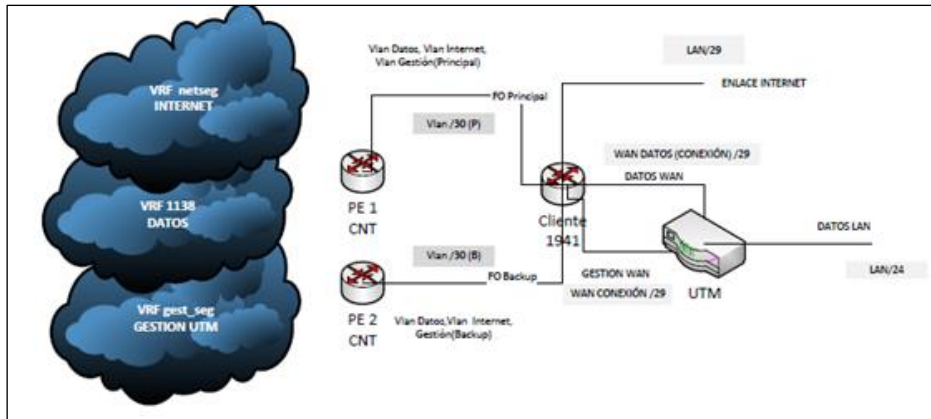 VRF netseg
INTERNET
VRF 1138
DATOS
VRF gest_seg
GESTION UTM
Vlan Datos, Vlan Internet,
Vlan Gestión(Principal)
FO Principal
Vlan /30 (P)
PE 1
CNT
Vlan /30 (B)
FO Backup
PE 2
CNT
Vlan Datos,Vlan Internet,
Gestión(Backup)
LAN/29
ENLACE INTERNET
WAN DATOS (CONEXIÓN) /29
DATOS WAN
Cliente
1941
GESTION WAN
WAN CONEXIÓN /29
UTM
DATOS LAN
LAN/24